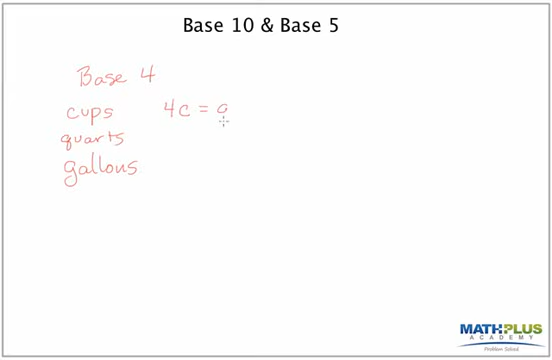 Base 10 & Base 5
Base 4
cups 4c = q
quarts
gallons
MATHPLUS
ACADEMY
Problem Solved